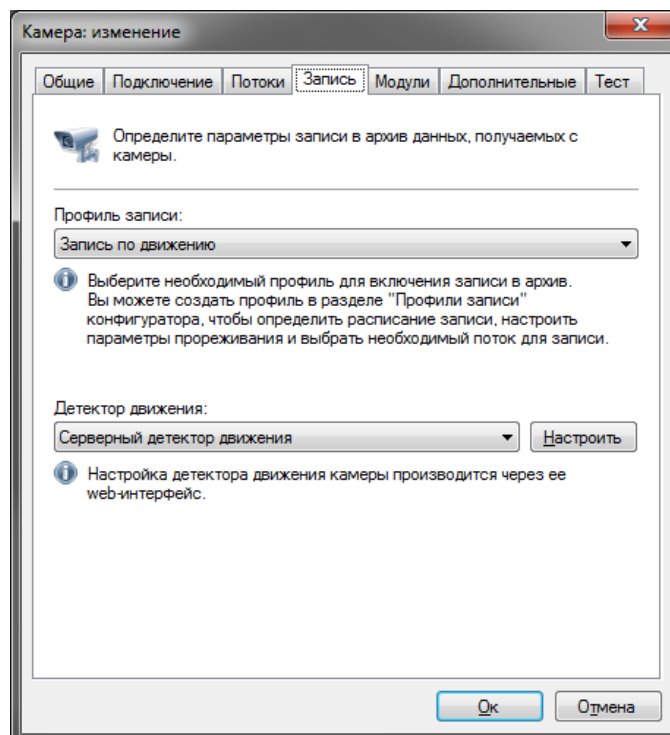 Камера: изменение
Общие Подключение Потоки Запись Модули Дополнительные Тест
Определите параметры записи в архив данных, получаемых с
камеры.
Профиль записи:
Запись по движению
Выберите необходимый профиль для включения записи в архив.
Вы можете создать профиль в разделе "Профили записи"
конфигуратора, чтобы определить расписание записи, настроить
параметры прореживания и выбрать необходимый поток для записи.
Детектор движения:
Серверный детектор движения Настроить
Настройка детектора движения камеры производится через ее
web-интерфейс.
Ок Отмена